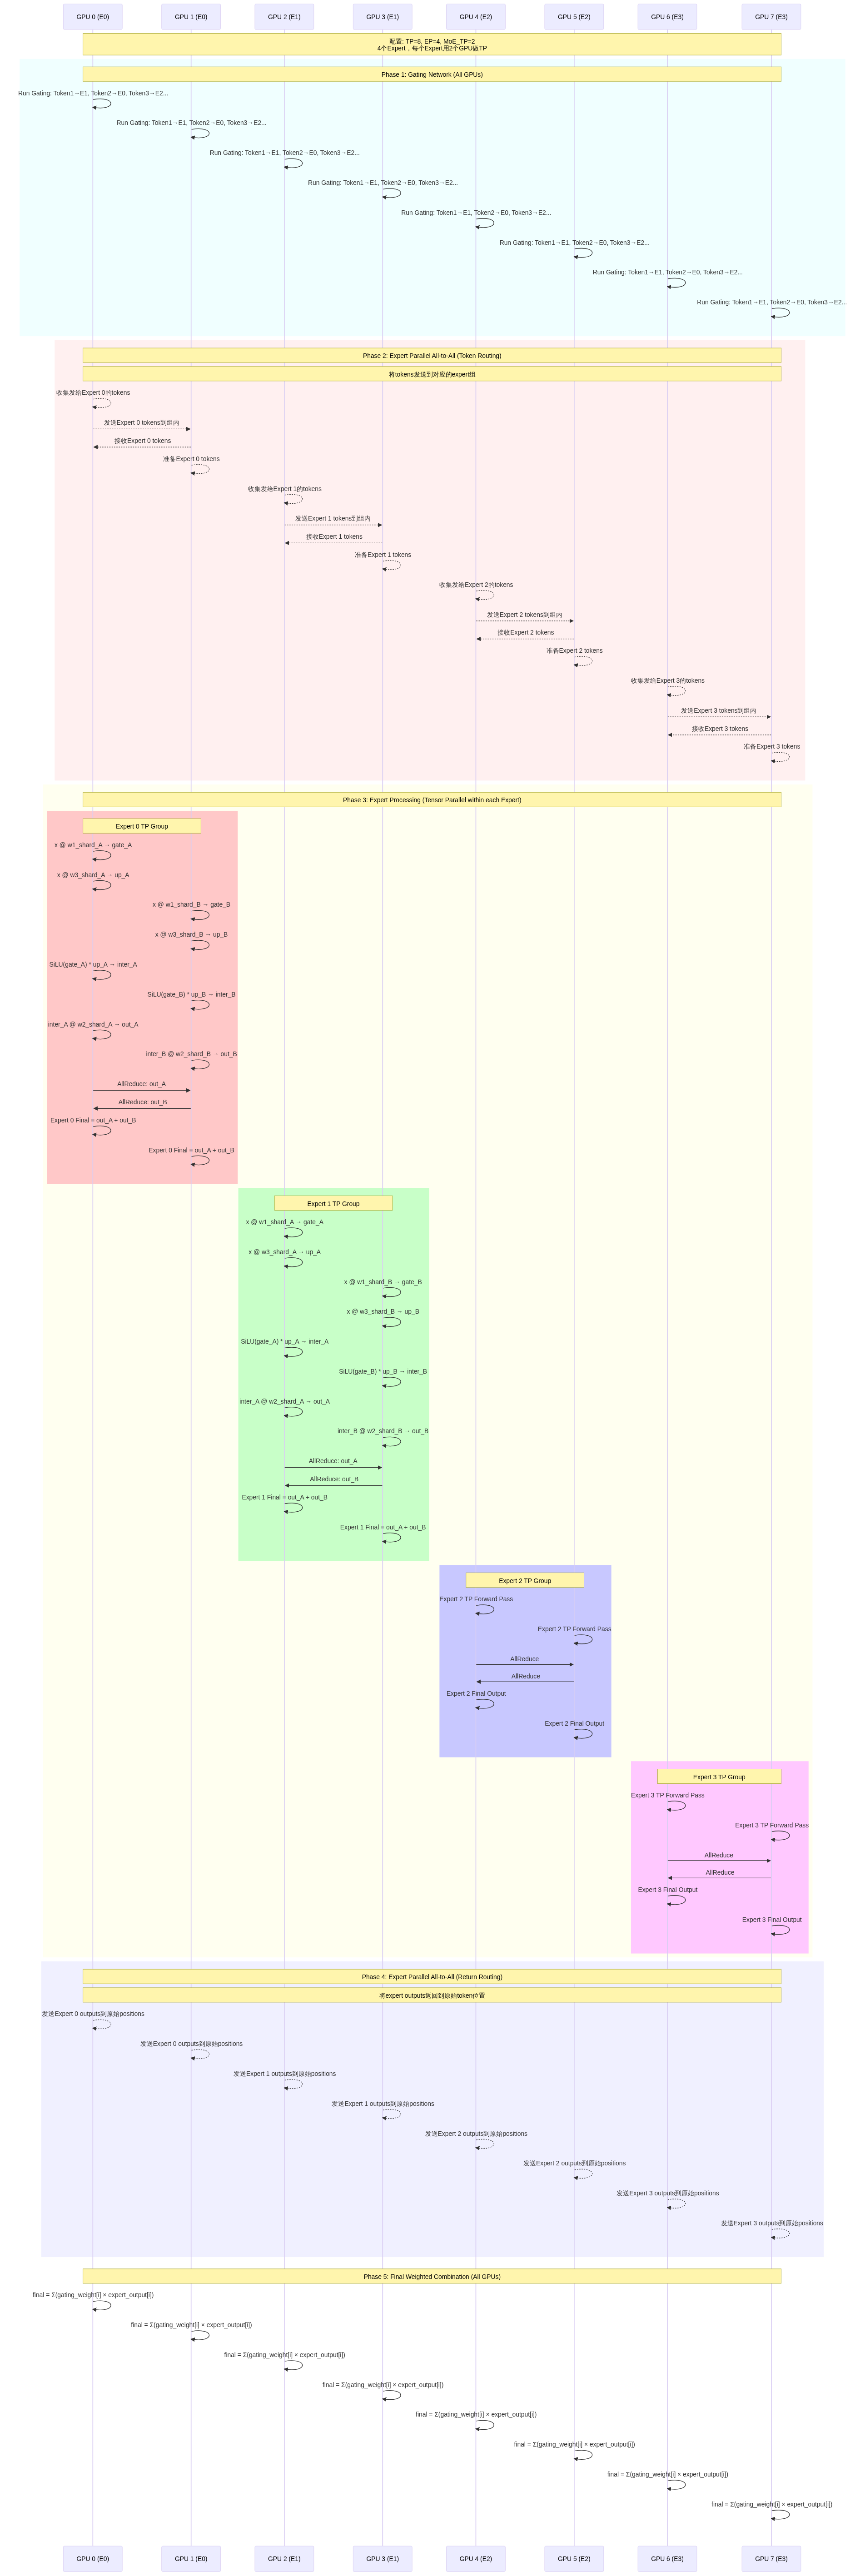 GPU 0 (E0)
GPU 1 (E0)
GPU 2 (E1)
GPU 3 (E1)
GPU 4 (E2)
GPU 5 (E2)
GPU 6 (E3)
GPU 7 (E3)
配置: TP=8, EP=4, MoE_TP=2
4个Expert，每个Expert用2个GPU做TP
Phase 1: Gating Network (All GPUs)
Run Gating: Token1→E1, Token2→E0, Token3→E2...
Run Gating: Token1→E1, Token2→E0, Token3→E2...
Run Gating: Token1→E1, Token2→E0, Token3→E2...
Run Gating: Token1→E1, Token2→E0, Token3→E2...
Run Gating: Token1→E1, Token2→E0, Token3→E2...
Run Gating: Token1→E1, Token2→E0, Token3→E2...
Run Gating: Token1→E1, Token2→E0, Token3→E2...
Run Gating: Token1→E1, Token2→E0, Token3→E2...
Phase 2: Expert Parallel All-to-All (Token Routing)
将tokens发送到对应的expert组
收集发给Expert 0的tokens
发送Expert 0 tokens到组内
接收Expert 0 tokens
准备Expert 0 tokens
收集发给Expert 1的tokens
发送Expert 1 tokens到组内
接收Expert 1 tokens
准备Expert 1 tokens
收集发给Expert 2的tokens
发送Expert 2 tokens到组内
接收Expert 2 tokens
准备Expert 2 tokens
收集发给Expert 3的tokens
发送Expert 3 tokens到组内
接收Expert 3 tokens
准备Expert 3 tokens
Phase 3: Expert Processing (Tensor Parallel within each Expert)
Expert 0 TP Group
x @ w1_shard_A → gate_A
x @ w3_shard_A → up_A
x @ w1_shard_B → gate_B
x @ w3_shard_B → up_B
SiLU(gate_A) * up_A → inter_A
SiLU(gate_B) * up_B → inter_B
inter_A @ w2_shard_A → out_A
inter_B @ w2_shard_B → out_B
AllReduce: out_A
AllReduce: out_B
Expert 0 Final = out_A + out_B
Expert 0 Final = out_A + out_B
Expert 1 TP Group
x @ w1_shard_A → gate_A
x @ w3_shard_A → up_A
x @ w1_shard_B → gate_B
x @ w3_shard_B → up_B
SiLU(gate_A) * up_A → inter_A
SiLU(gate_B) * up_B → inter_B
inter_A @ w2_shard_A → out_A
inter_B @ w2_shard_B → out_B
AllReduce: out_A
AllReduce: out_B
Expert 1 Final = out_A + out_B
Expert 1 Final = out_A + out_B
Expert 2 TP Group
Expert 2 TP Forward Pass
Expert 2 TP Forward Pass
AllReduce
AllReduce
Expert 2 Final Output
Expert 2 Final Output
Expert 3 TP Group
Expert 3 TP Forward Pass
Expert 3 TP Forward Pass
AllReduce
AllReduce
Expert 3 Final Output
Expert 3 Final Output
Phase 4: Expert Parallel All-to-All (Return Routing)
将expert outputs返回到原始token位置
发送Expert 0 outputs到原始positions
发送Expert 0 outputs到原始positions
发送Expert 1 outputs到原始positions
发送Expert 1 outputs到原始positions
发送Expert 2 outputs到原始positions
发送Expert 2 outputs到原始positions
发送Expert 3 outputs到原始positions
发送Expert 3 outputs到原始positions
Phase 5: Final Weighted Combination (All GPUs)
final = Σ(gating_weight[i] × expert_output[i])
final = Σ(gating_weight[i] × expert_output[i])
final = Σ(gating_weight[i] × expert_output[i])
final = Σ(gating_weight[i] × expert_output[i])
final = Σ(gating_weight[i] × expert_output[i])
final = Σ(gating_weight[i] × expert_output[i])
final = Σ(gating_weight[i] × expert_output[i])
final = Σ(gating_weight[i] × expert_output[i])
GPU 0 (E0)
GPU 1 (E0)
GPU 2 (E1)
GPU 3 (E1)
GPU 4 (E2)
GPU 5 (E2)
GPU 6 (E3)
GPU 7 (E3)